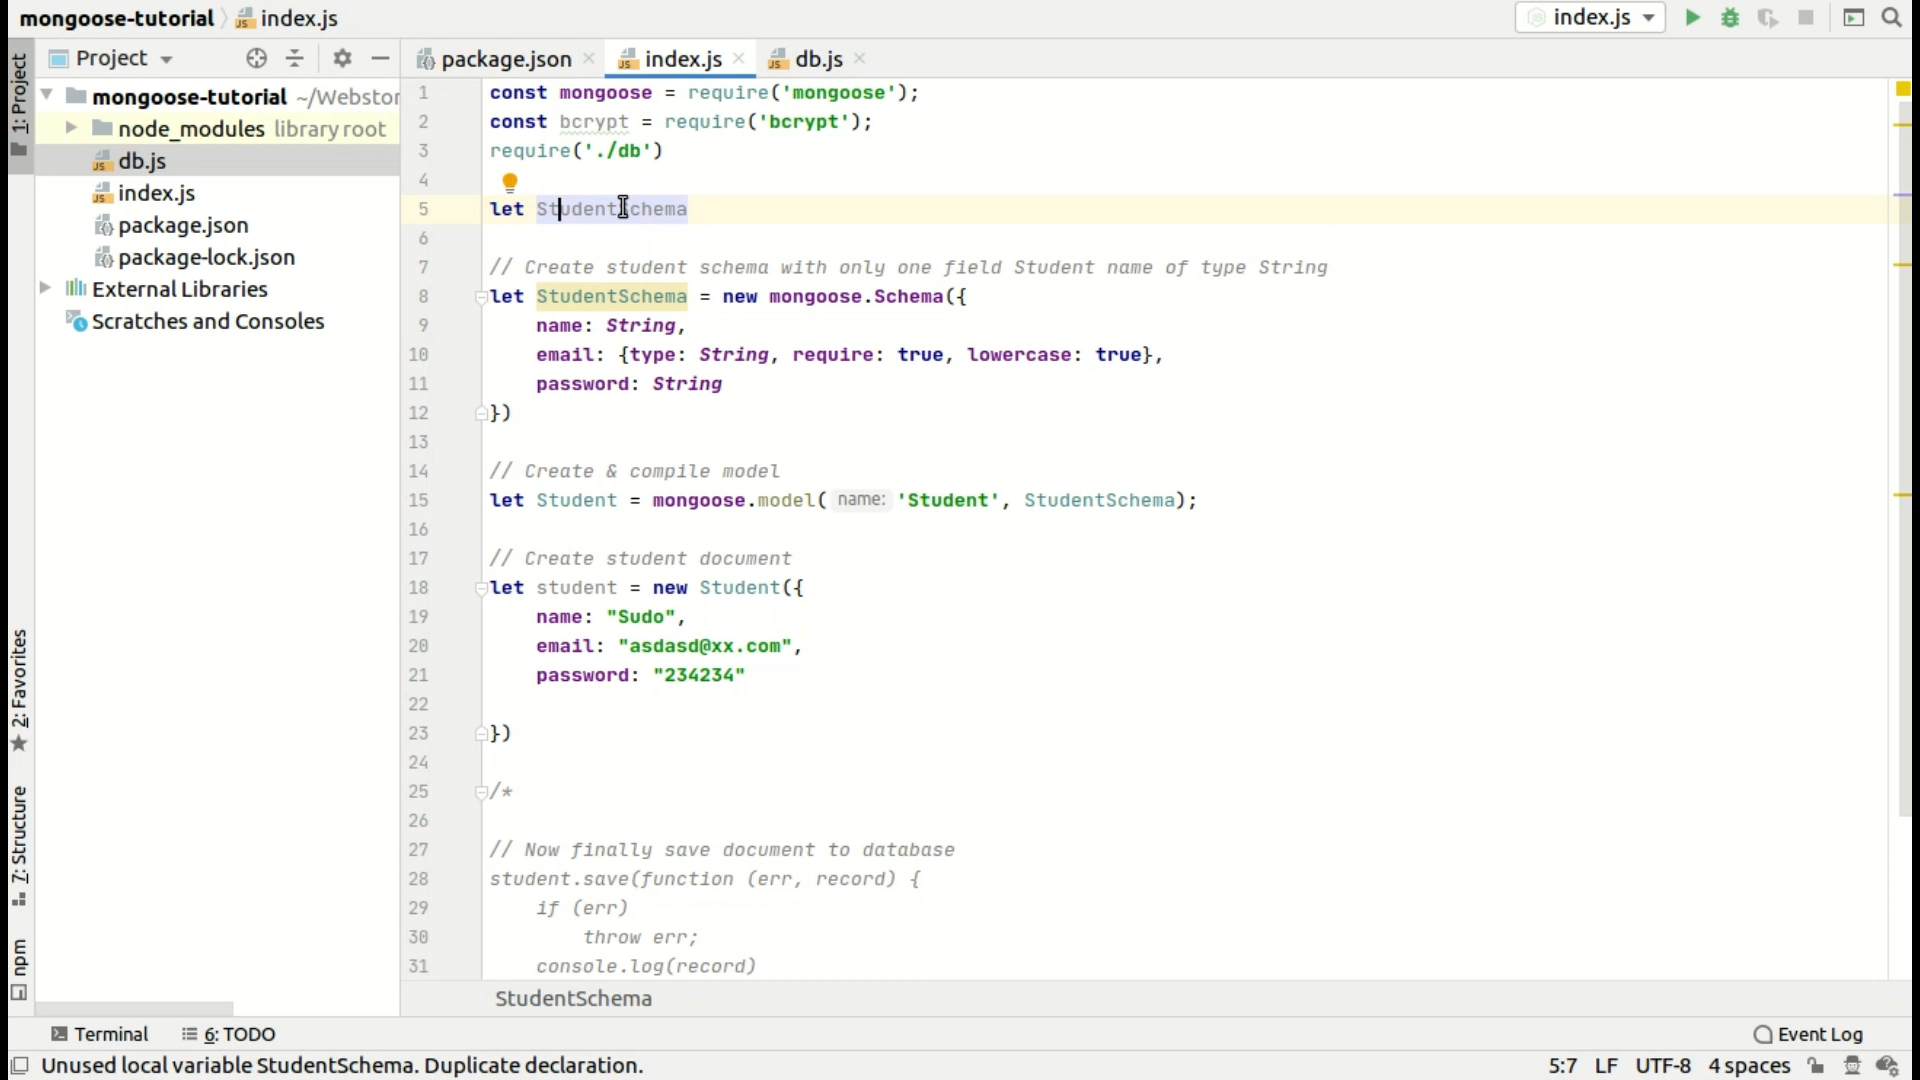 mongoose-tutorial index.js index.js
1: Project
Project
package.json index.js db.js
mongoose-tutorial ~/Webstor
node_modules library root
db.js
index.js
package.json
package-lock.json
External Libraries
Scratches and Consoles
2: Favorites
7: Structure
npm
1 const mongoose = require('mongoose');
2 const bcrypt = require('bcrypt');
3 require('./db')
4
5 let StudentSchema
6
7 // Create student schema with only one field Student name of type String
8 let StudentSchema = new mongoose.Schema({
9 name: String,
10 email: {type: String, require: true, lowercase: true},
11 password: String
12 })
13
14 // Create & compile model
15 let Student = mongoose.model( name: 'Student', StudentSchema);
16
17 // Create student document
18 let student = new Student({
19 name: "Sudo",
20 email: "asdasd@xx.com",
21 password: "234234"
22
23 })
24
25 /*
26
27 // Now finally save document to database
28 student.save(function (err, record) {
29 if (err)
30 throw err;
31 console.log(record)
StudentSchema
Terminal 6: TODO Event Log
Unused local variable StudentSchema. Duplicate declaration. 5:7 LF UTF-8 4 spaces